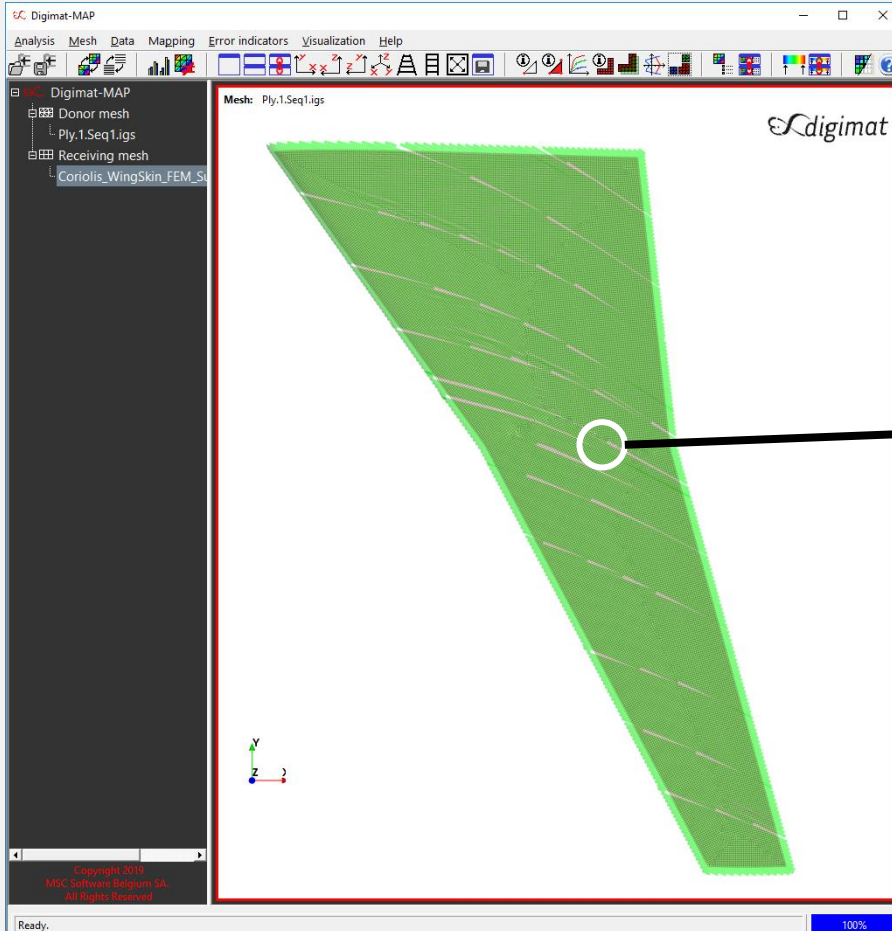 Digimat-MAP
Analysis Mesh Data Mapping Error indicators Visualization Help
Digimat-MAP
Donor mesh
Ply.1.Seq1.igs
Receiving mesh
Coriolis_WingSkin_FEM_Su
Mesh: Ply.1.Seq1.igs
digimat
Y
Z
Copyright 2019
MSC Software Belgium SA.
All Rights Reserved
Ready. 100%